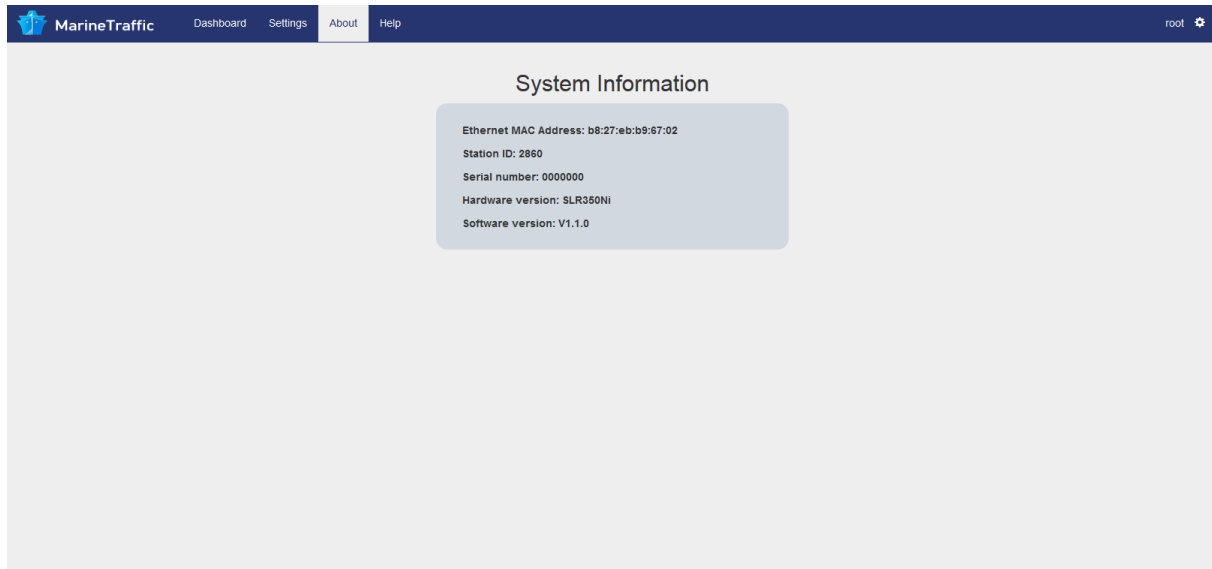 MarineTraffic Dashboard Settings About Help root
System Information
Ethernet MAC Address: b8:27:eb:b9:67:02
Station ID: 2860
Serial number: 0000000
Hardware version: SLR350Ni
Software version: V1.1.0